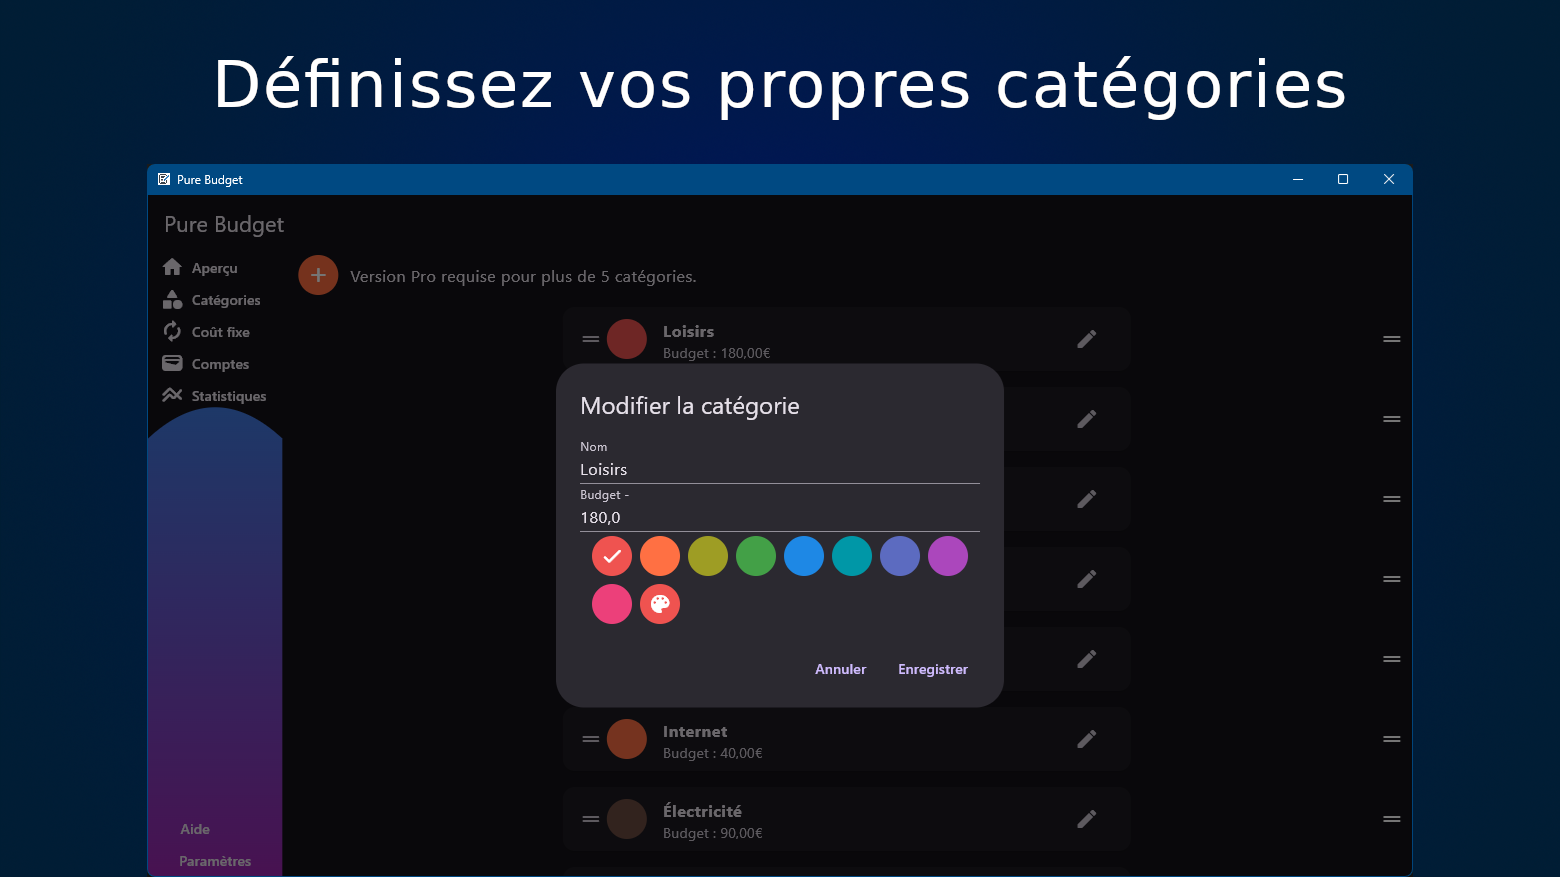 Définissez vos propres catégories
Pure Budget
Pure Budget
Aperçu
Catégories
Coût fixe
Comptes
Statistiques
Aide
Paramètres
Version Pro requise pour plus de 5 catégories.
Loisirs
Budget : 180,00€
Modifier la catégorie
Nom
Loisirs
Budget -
180,0
Annuler
Enregistrer
Internet
Budget : 40,00€
Électricité
Budget : 90,00€